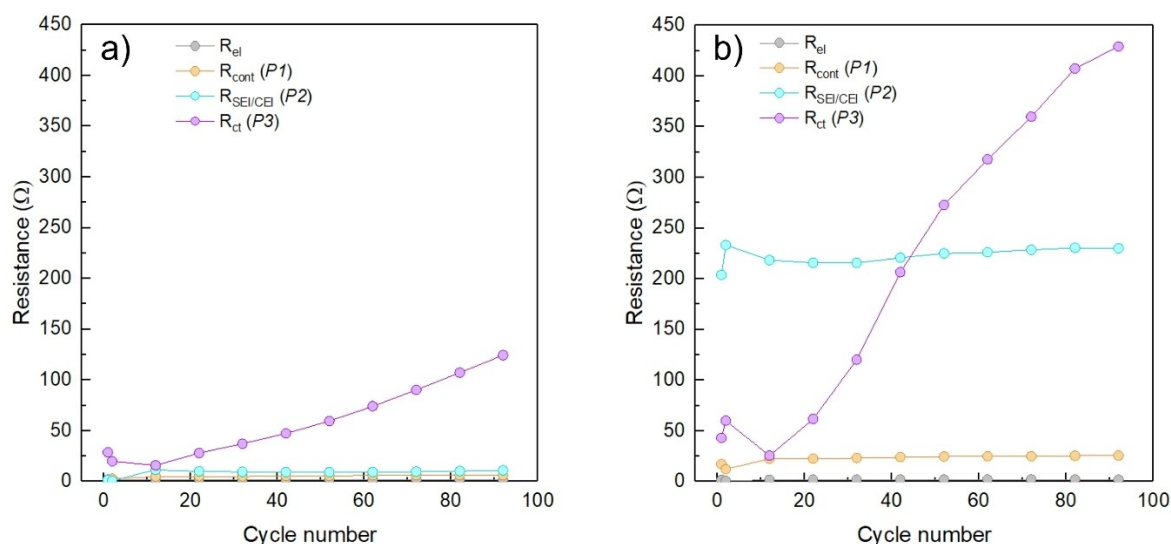 a)
R_el
R_cont (P1)
R_SEI/CEI (P2)
R_ct (P3)
450
400
350
300
250
200
150
100
50
0
Resistance (Ω)
0 20 40 60 80 100
Cycle number
b)
R_el
R_cont (P1)
R_SEI/CEI (P2)
R_ct (P3)
450
400
350
300
250
200
150
100
50
0
Resistance (Ω)
0 20 40 60 80 100
Cycle number